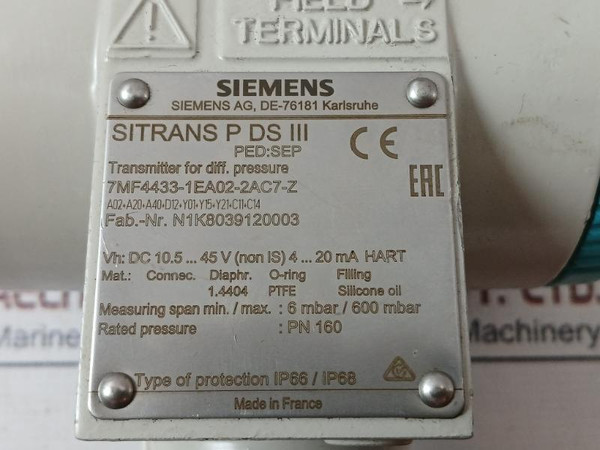 FIELD →
TERMINALS
SIEMENS
SIEMENS AG, DE-76181 Karlsruhe
SITRANS P DS III
PED:SEP
CE
Transmitter for diff. pressure
7MF4433-1EA02-2AC7-Z
EAC
A02+A20+A40+D12+Y01+Y15+Y21+C11+C14
Fab.-Nr. N1K8039120003
Vh: DC 10.5 ... 45 V (non IS) 4 ... 20 mA HART
Mat.: Connec. Diaphr. O-ring Filling
1.4404 PTFE Silicone oil
Measuring span min. / max. : 6 mbar / 600 mbar
Rated pressure : PN 160
Type of protection IP66 / IP68
Made in France
Marine
Machinery